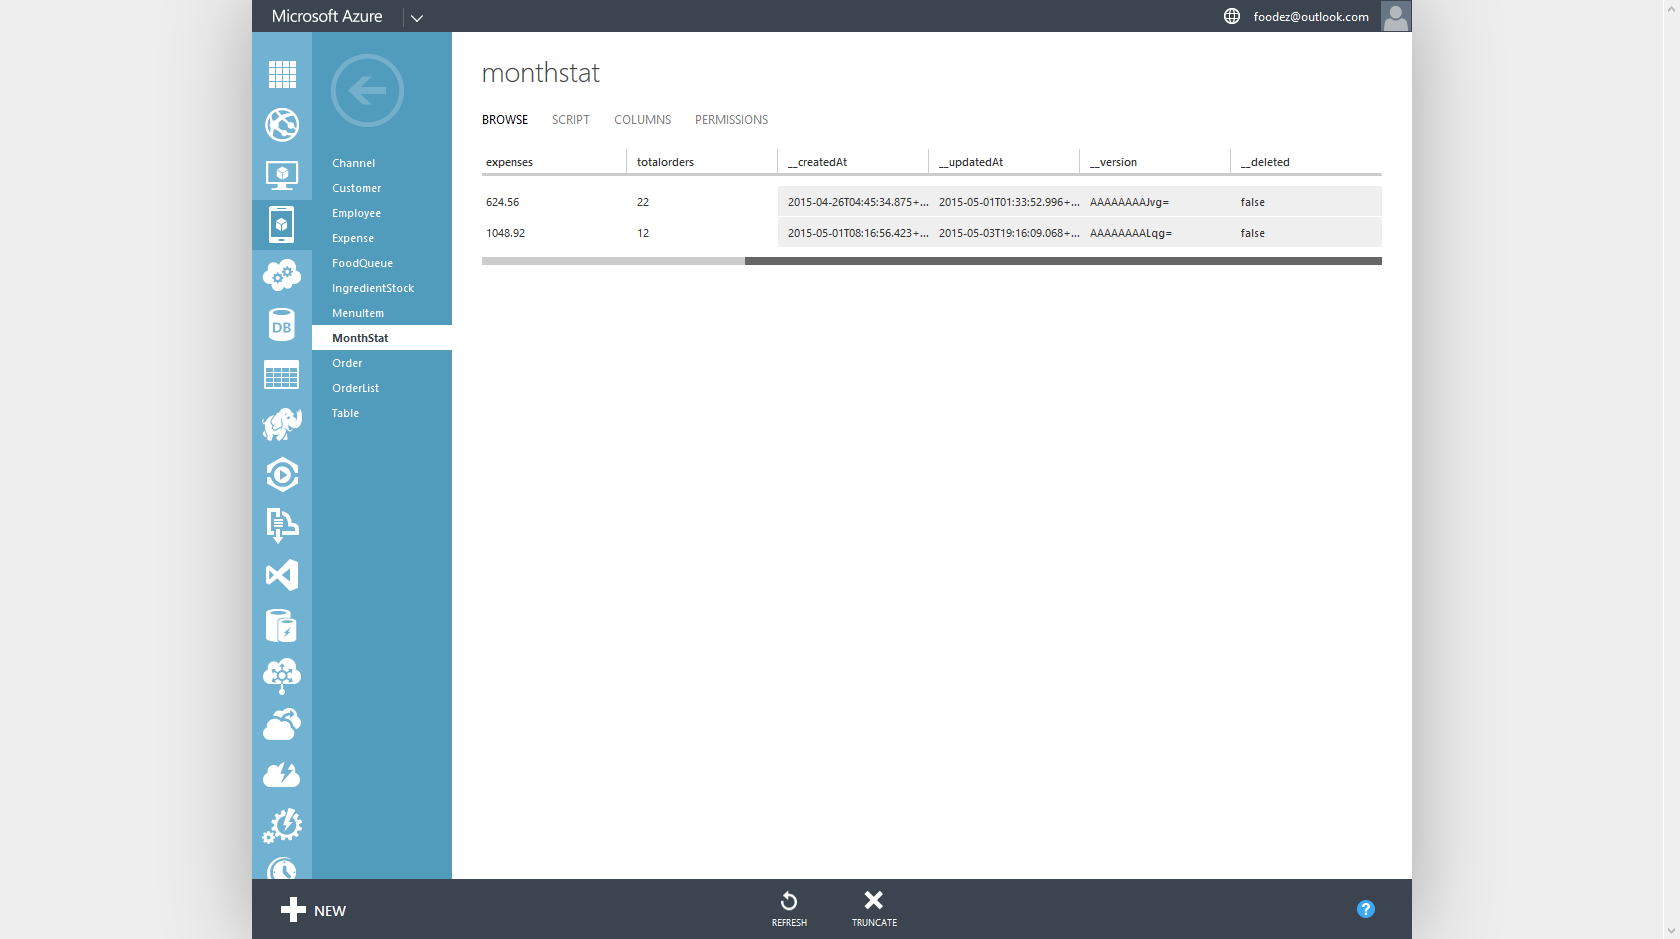 Microsoft Azure
foodez@outlook.com
Channel
Customer
Employee
Expense
FoodQueue
IngredientStock
MenuItem
MonthStat
Order
OrderList
Table
DB
monthstat
BROWSE SCRIPT COLUMNS PERMISSIONS
expenses totalorders __createdAt __updatedAt __version __deleted
624.56 22 2015-04-26T04:45:34.875+... 2015-05-01T01:33:52.996+... AAAAAAAAJvg= false
1048.92 12 2015-05-01T08:16:56.423+... 2015-05-03T19:16:09.068+... AAAAAAAALqg= false
NEW
REFRESH
TRUNCATE
?